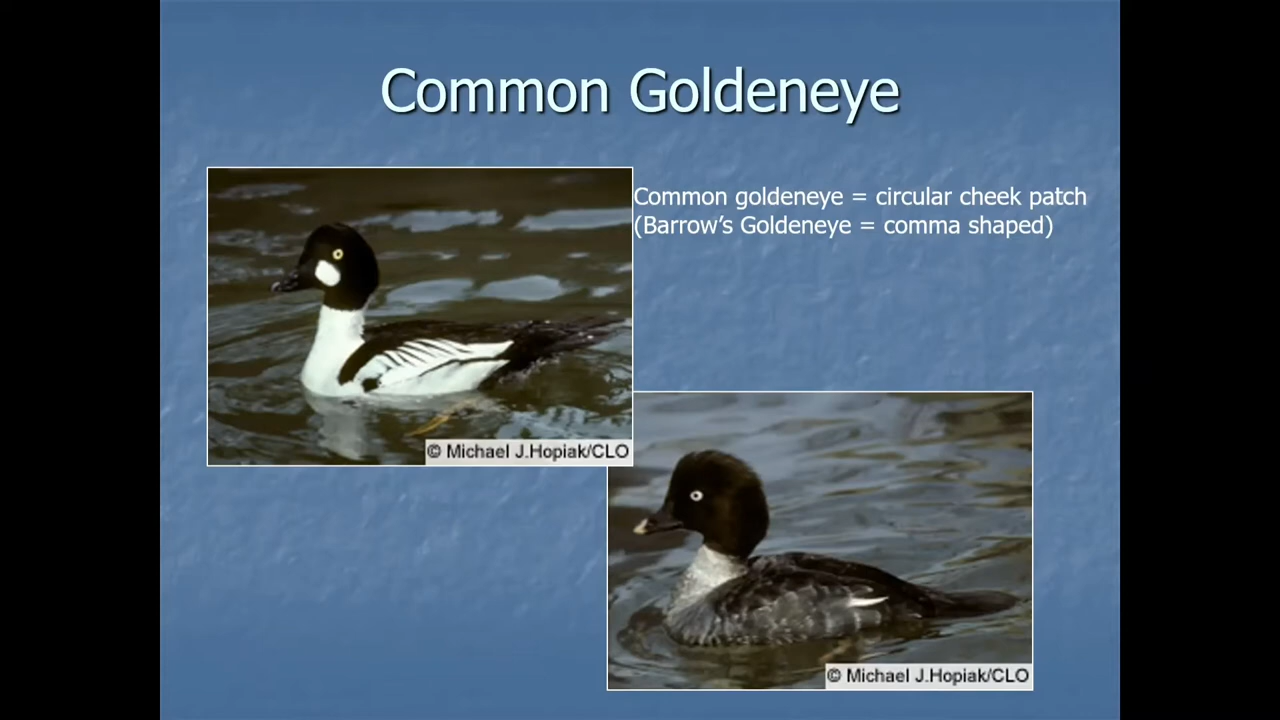 Common Goldeneye
Common goldeneye = circular cheek patch
(Barrow’s Goldeneye = comma shaped)
© Michael J.Hopiak/CLO
© Michael J.Hopiak/CLO